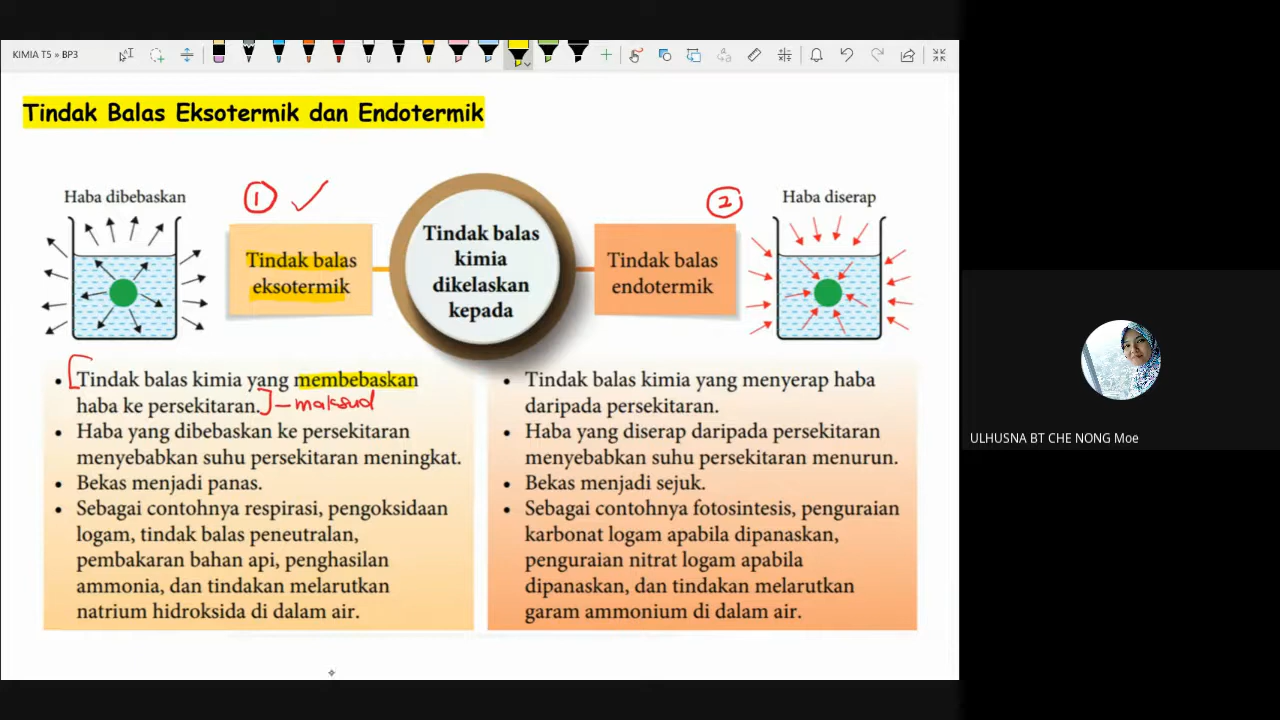 KIMIA T5 » BP3
Tindak Balas Eksotermik dan Endotermik
Haba dibebaskan
1
Tindak balas
eksotermik
Tindak balas
kimia
dikelaskan
kepada
2
Tindak balas
endotermik
Haba diserap
• Tindak balas kimia yang membebaskan
haba ke persekitaran. - maksud
• Haba yang dibebaskan ke persekitaran
menyebabkan suhu persekitaran meningkat.
• Bekas menjadi panas.
• Sebagai contohnya respirasi, pengoksidaan
logam, tindak balas peneutralan,
pembakaran bahan api, penghasilan
ammonia, dan tindakan melarutkan
natrium hidroksida di dalam air.
• Tindak balas kimia yang menyerap haba
daripada persekitaran.
• Haba yang diserap daripada persekitaran
menyebabkan suhu persekitaran menurun.
• Bekas menjadi sejuk.
• Sebagai contohnya fotosintesis, penguraian
karbonat logam apabila dipanaskan,
penguraian nitrat logam apabila
dipanaskan, dan tindakan melarutkan
garam ammonium di dalam air.
ULHUSNA BT CHE NONG Moe